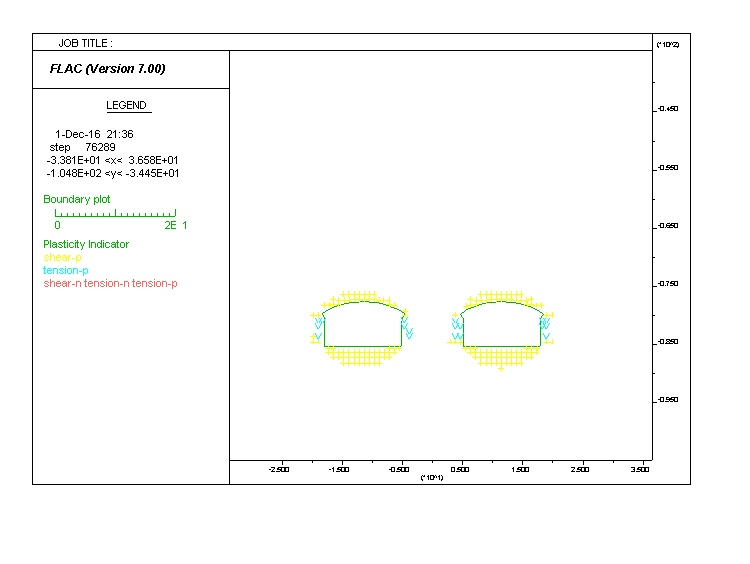 JOB TITLE :
(*10^2)
FLAC (Version 7.00)
LEGEND
1-Dec-16 21:36
step 76289
-3.381E+01 <x< 3.658E+01
-1.048E+02 <y< -3.445E+01
Boundary plot
0 2E 1
Plasticity Indicator
shear-p
tension-p
shear-n tension-n tension-p
-0.450
-0.550
-0.650
-0.750
-0.850
-0.950
-2.500 -1.500 -0.500 0.500 1.500 2.500 3.500
(*10^1)